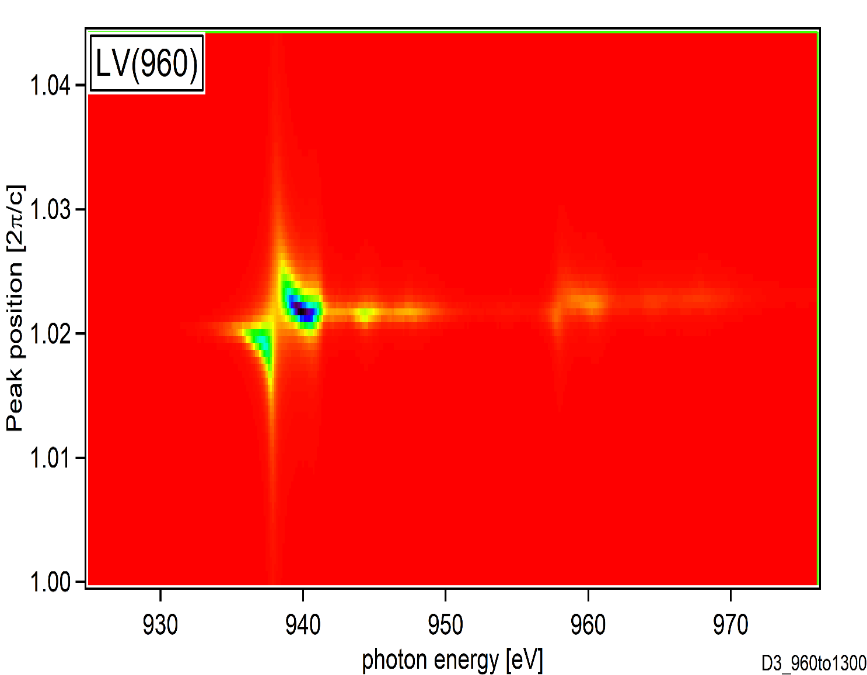 LV(960)
1.04
1.03
1.02
1.01
1.00
Peak position [2π/c]
930 940 950 960 970
photon energy [eV]
D3_960to1300